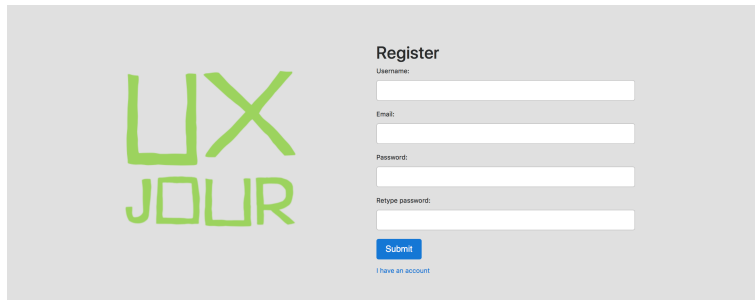 UX
JOUR
Register
Username:
Email:
Password:
Retype password:
Submit
I have an account